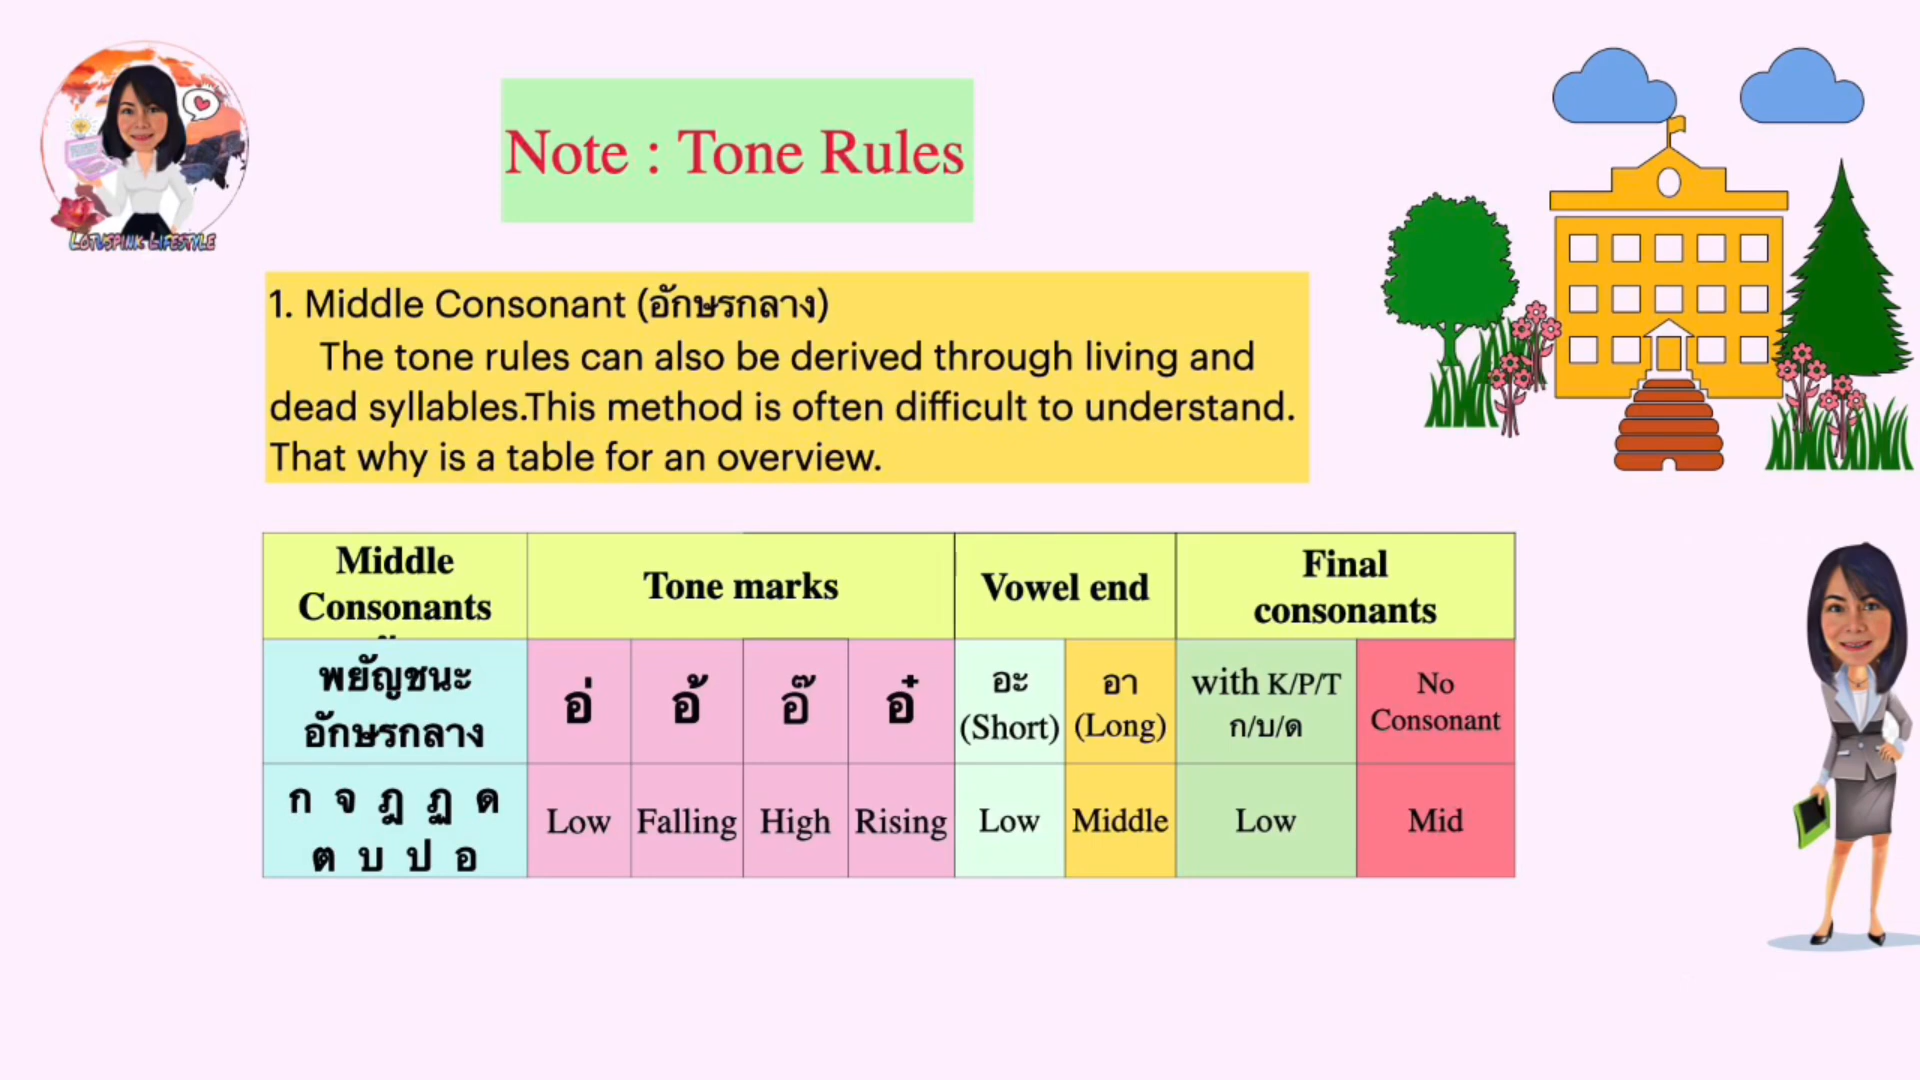 LOTUSPINK LIFESTYLE
Note : Tone Rules
1. Middle Consonant (อักษรกลาง)
The tone rules can also be derived through living and
dead syllables.This method is often difficult to understand.
That why is a table for an overview.
Middle
Consonants
Tone marks
Vowel end
Final
consonants
พยัญชนะ
อักษรกลาง
อ่
อ้
อ๊
อ๋
อะ
(Short)
อา
(Long)
with K/P/T
ก/บ/ด
No
Consonant
ก จ ฎ ฏ ด
ต บ ป อ
Low
Falling
High
Rising
Low
Middle
Low
Mid